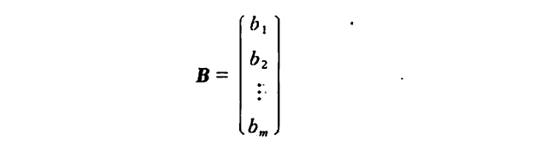 b₁
b₂
B =
⋮
bₘ